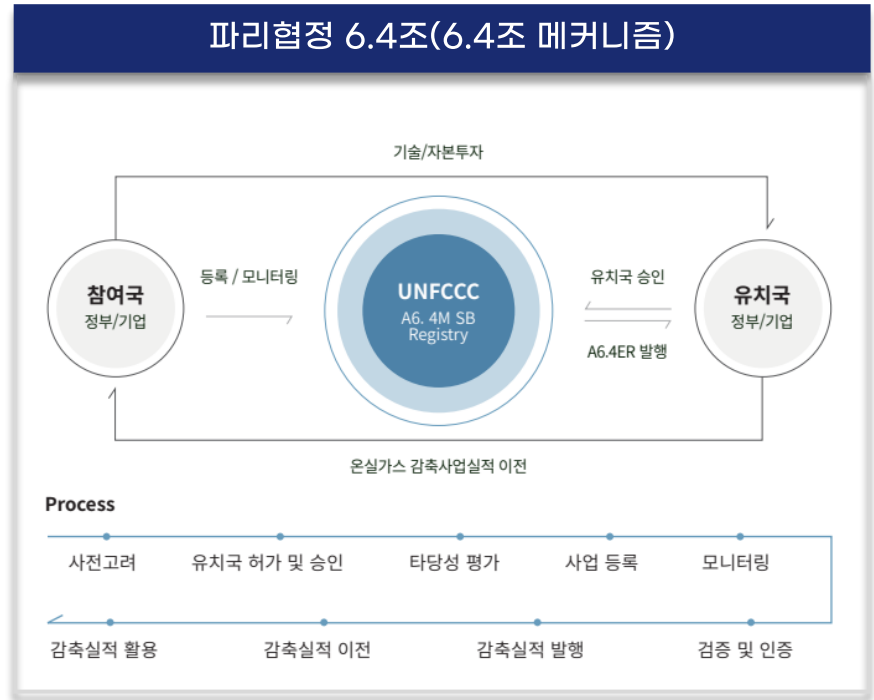 파리협정 6.4조(6.4조 메커니즘)
기술/자본투자
참여국
정부/기업
등록 / 모니터링
UNFCCC
A6. 4M SB
Registry
유치국 승인
A6.4ER 발행
유치국
정부/기업
온실가스 감축사업실적 이전
Process
사전고려 유치국 허가 및 승인 타당성 평가 사업 등록 모니터링
감축실적 활용 감축실적 이전 감축실적 발행 검증 및 인증